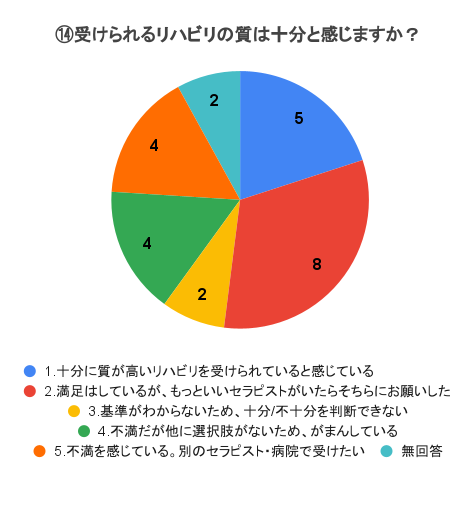 ⑭受けられるリハビリの質は十分と感じますか？
2
5
4
4
8
2
1.十分に質が高いリハビリを受けられていると感じている
2.満足はしているが、もっといいセラピストがいたらそちらにお願いした
3.基準がわからないため、十分/不十分を判断できない
4.不満だが他に選択肢がないため、がまんしている
5.不満を感じている。別のセラピスト・病院で受けたい 無回答